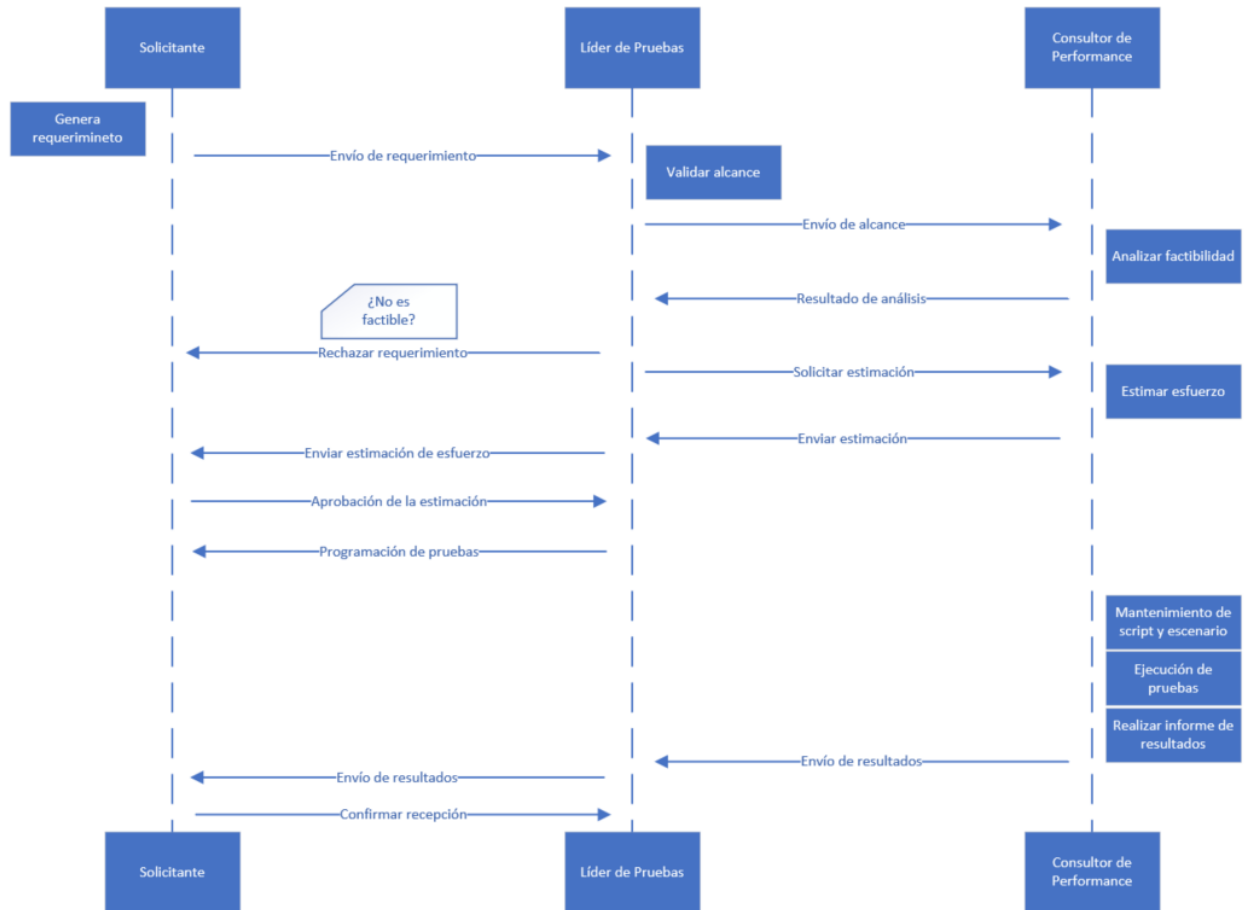 Solicitante
Líder de Pruebas
Consultor de
Performance
Genera
requerimineto
Envío de requerimiento
Validar alcance
Envío de alcance
Analizar factibilidad
Resultado de análisis
¿No es
factible?
Rechazar requerimiento
Solicitar estimación
Estimar esfuerzo
Enviar estimación
Enviar estimación de esfuerzo
Aprobación de la estimación
Programación de pruebas
Mantenimiento de
script y escenario
Ejecución de
pruebas
Realizar informe de
resultados
Envío de resultados
Envío de resultados
Confirmar recepción
Solicitante
Líder de Pruebas
Consultor de
Performance